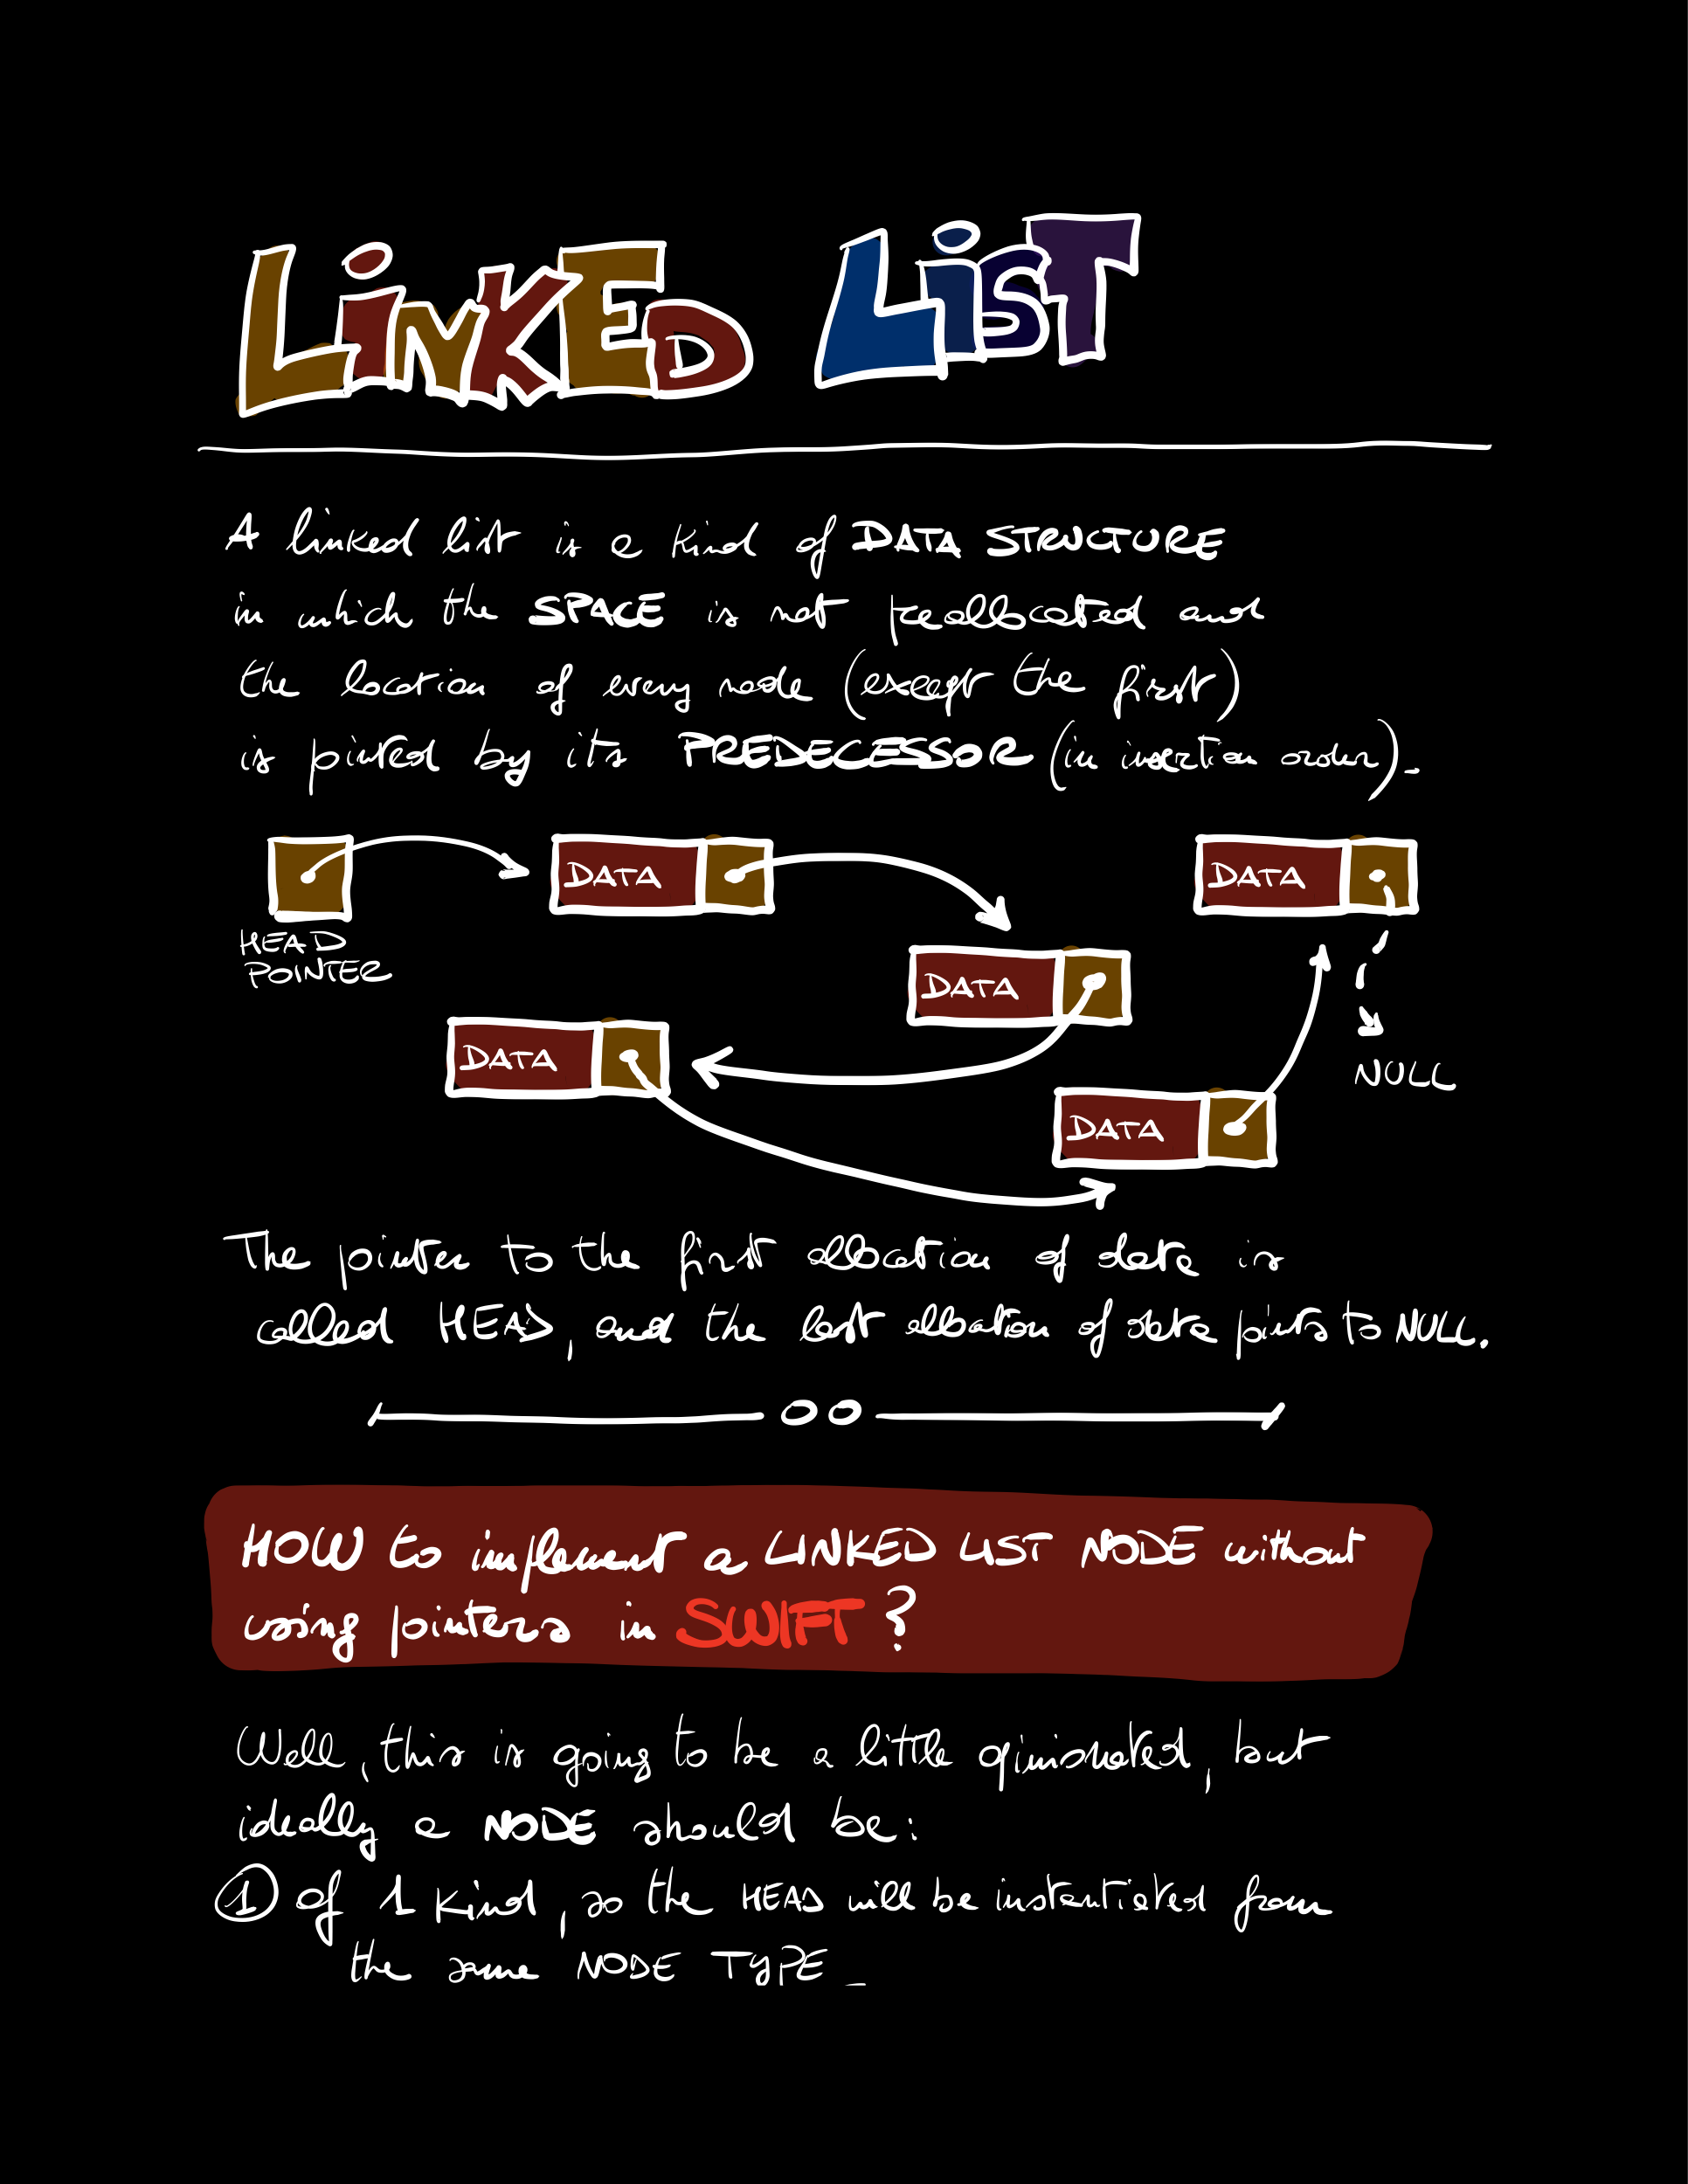 LiNKED LiST
A linked list is a kind of DATA STRUCTURE
in which the SPACE is not preallocated and
the location of every node (except the first)
is pointed by its PREDECESSOR (in insertion order)_
DATA
DATA
HEAD
POINTER
DATA
DATA
NULL
DATA
The pointer to the first allocation of data is
called HEAD, and the last allocation of data points to NULL.
HOW to implement a LINKED LIST NODE without
using pointers in SWIFT?
Well, this is going to be a little opinionated, but
ideally a NODE should be:
1 of 1 kind, so the HEAD will be instantiated from
the same NODE TYPE_